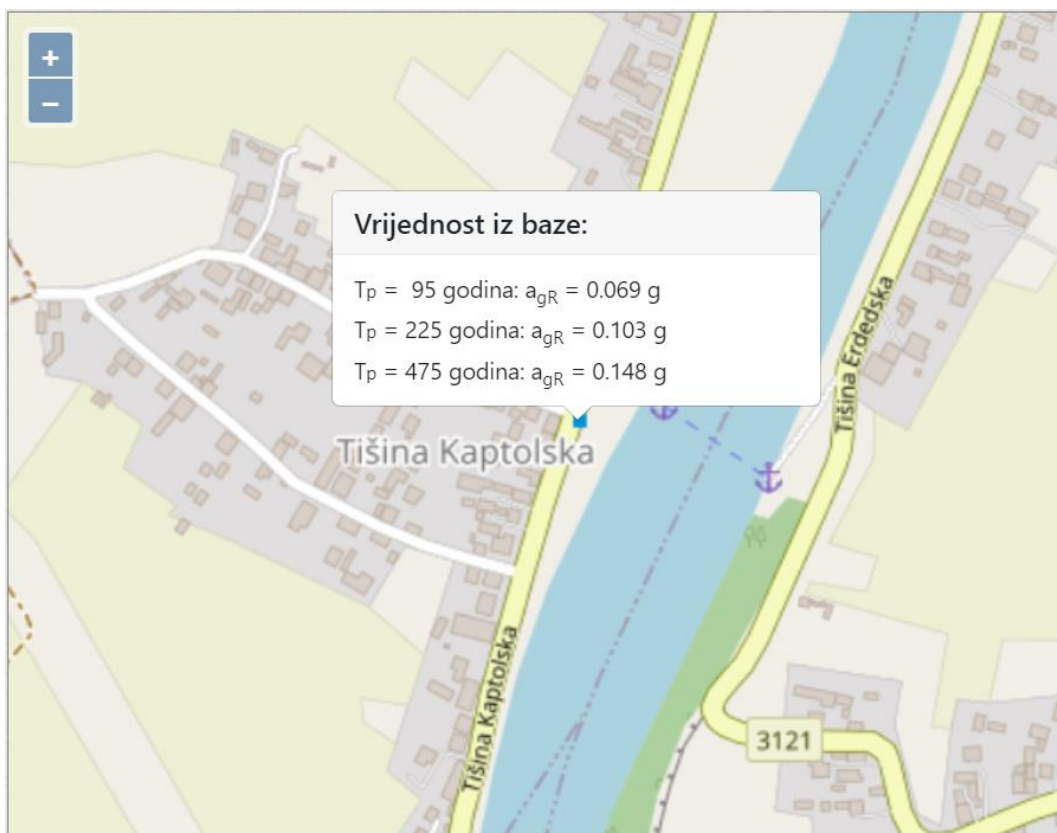 +
−
Vrijednost iz baze:
Tp = 95 godina: agR = 0.069 g
Tp = 225 godina: agR = 0.103 g
Tp = 475 godina: agR = 0.148 g
Tišina Erdedska
Tišina Kaptolska
Tišina Kaptolska
3121